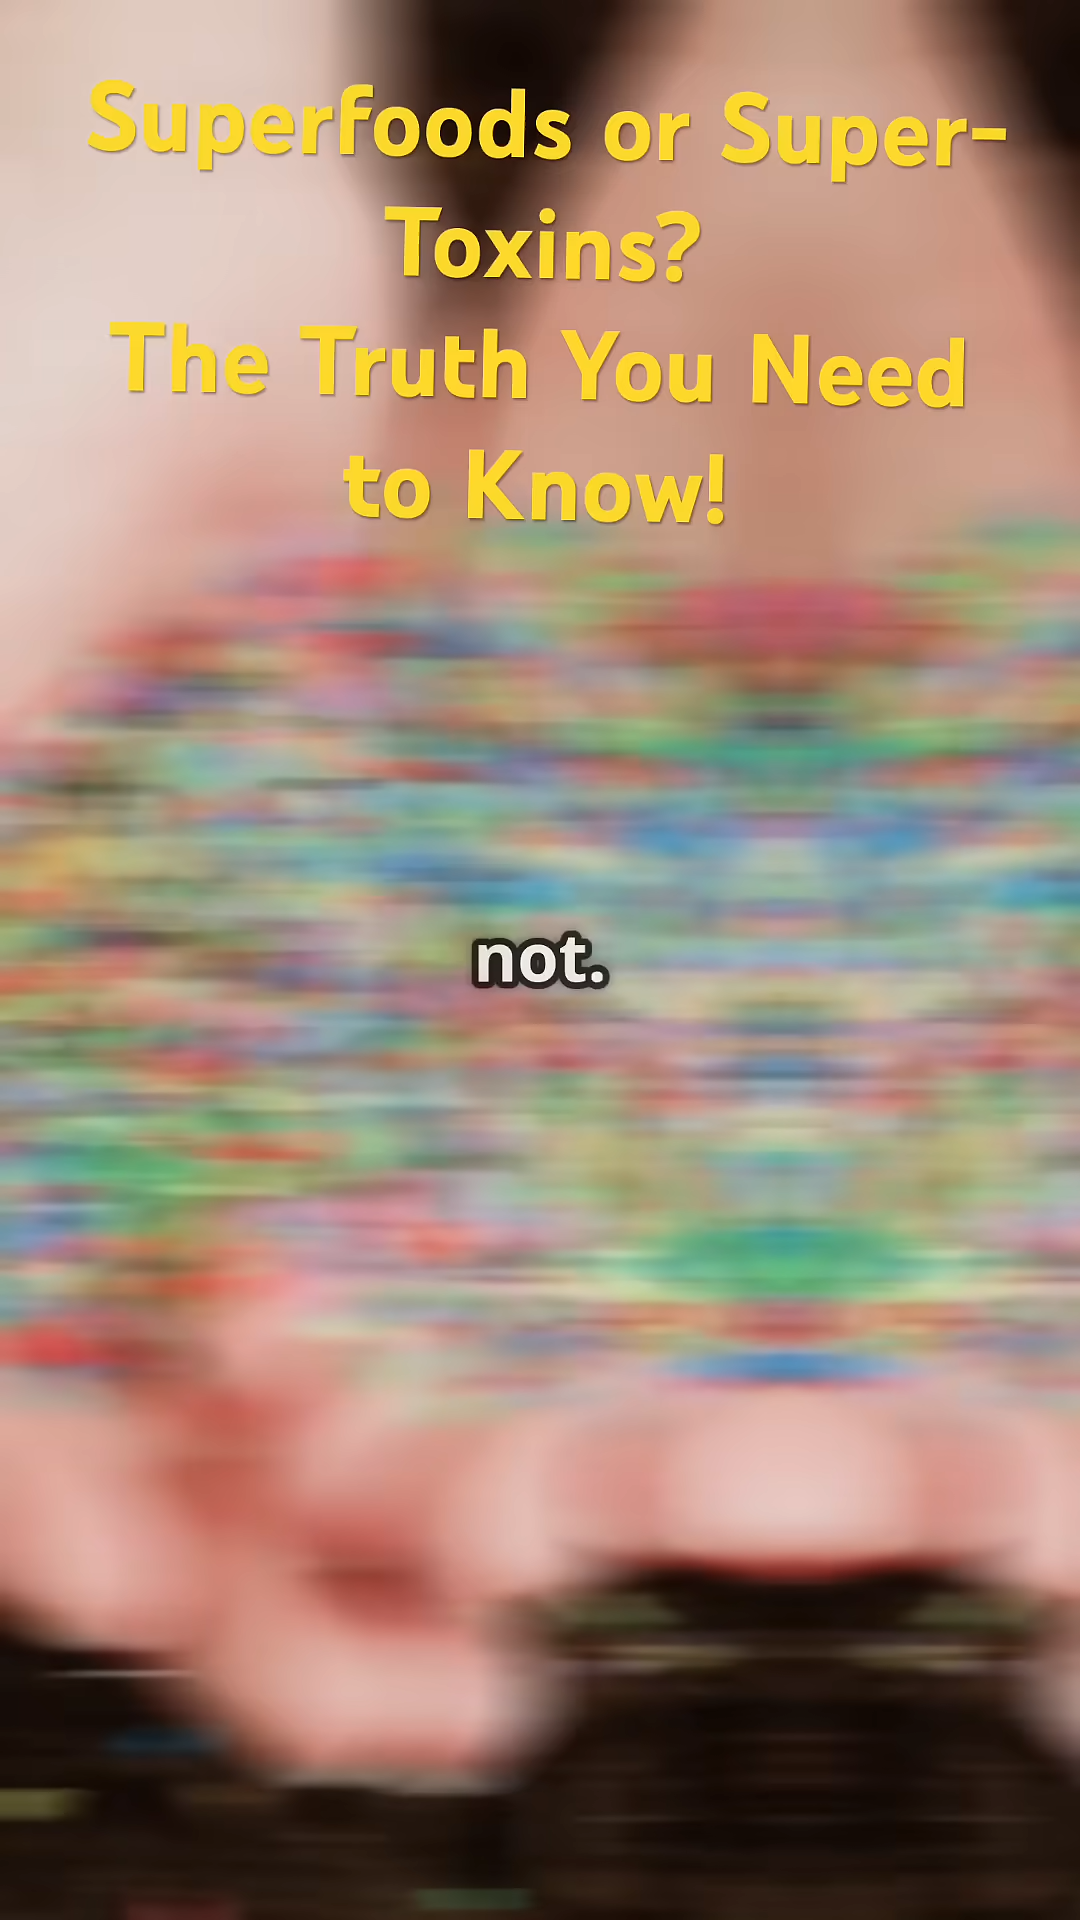 Superfoods or Super-
Toxins?
The Truth You Need
to Know!
not.